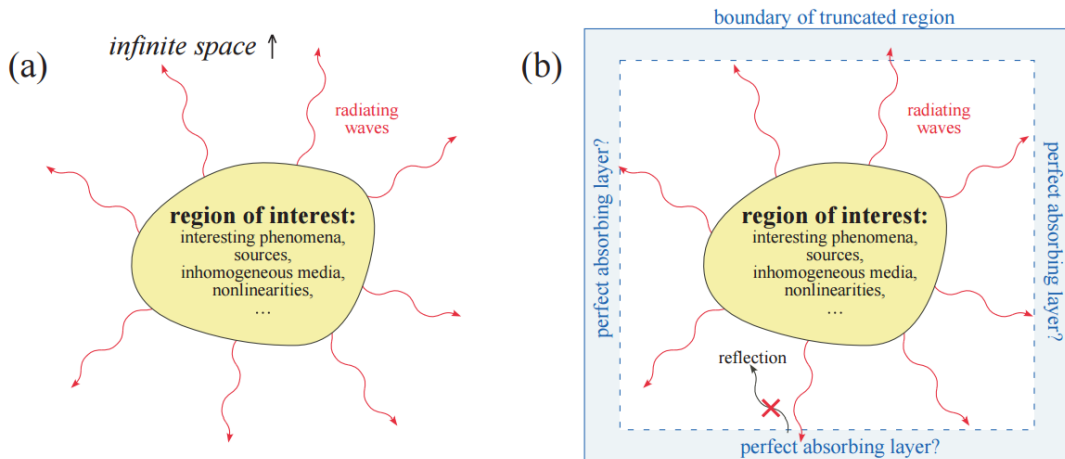 (a)
infinite space ↑
radiating
waves
region of interest:
interesting phenomena,
sources,
inhomogeneous media,
nonlinearities,
...
(b)
boundary of truncated region
perfect absorbing layer?
radiating
waves
perfect absorbing layer?
region of interest:
interesting phenomena,
sources,
inhomogeneous media,
nonlinearities,
...
reflection
perfect absorbing layer?